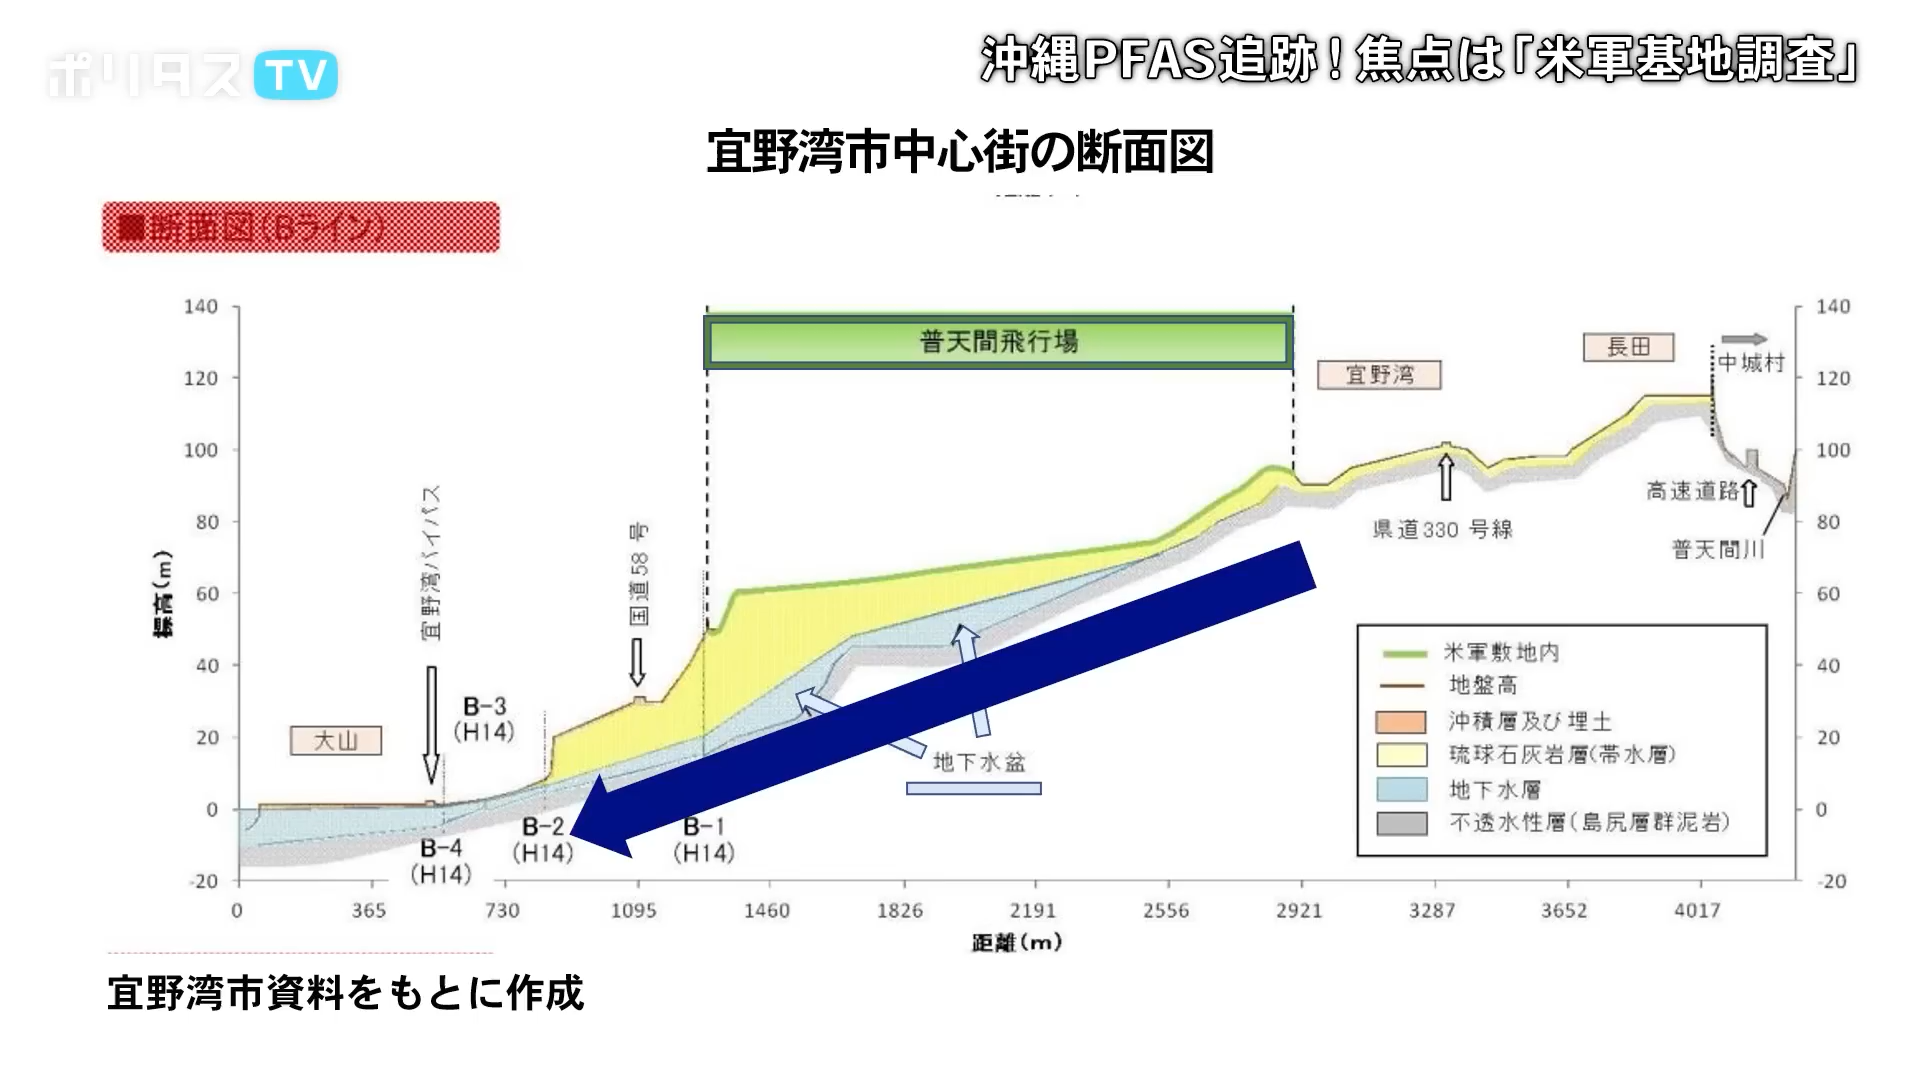 ポリタスTV
沖縄PFAS追跡！焦点は「米軍基地調査」
宜野湾市中心街の断面図
■断面図（Bライン）
標高（m）
140
120
100
80
60
40
20
0
-20
140
120
100
80
60
40
20
0
-20
普天間飛行場
宜野湾
長田
中城村
宜野湾バイパス
国道58号
県道330号線
高速道路
普天間川
大山
B-3
（H14）
B-4
（H14）
B-2
（H14）
B-1
（H14）
地下水盆
米軍敷地内
地盤高
沖積層及び埋土
琉球石灰岩層（帯水層）
地下水層
不透水性層（島尻層群泥岩）
0 365 730 1095 1460 1826 2191 2556 2921 3287 3652 4017
距離（m）
宜野湾市資料をもとに作成